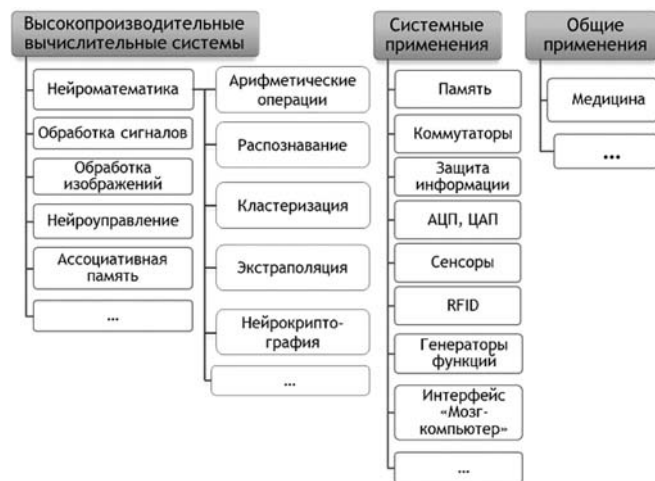 Высокопроизводительные
вычислительные системы
Нейроматематика
Обработка сигналов
Обработка
изображений
Нейроуправление
Ассоциативная
память
...
Арифметические
операции
Распознавание
Кластеризация
Экстраполяция
Нейрокрипто-
графия
...
Системные
применения
Память
Коммутаторы
Защита
информации
АЦП, ЦАП
Сенсоры
RFID
Генераторы
функций
Интерфейс
«Мозг-
компьютер»
...
Общие
применения
Медицина
...